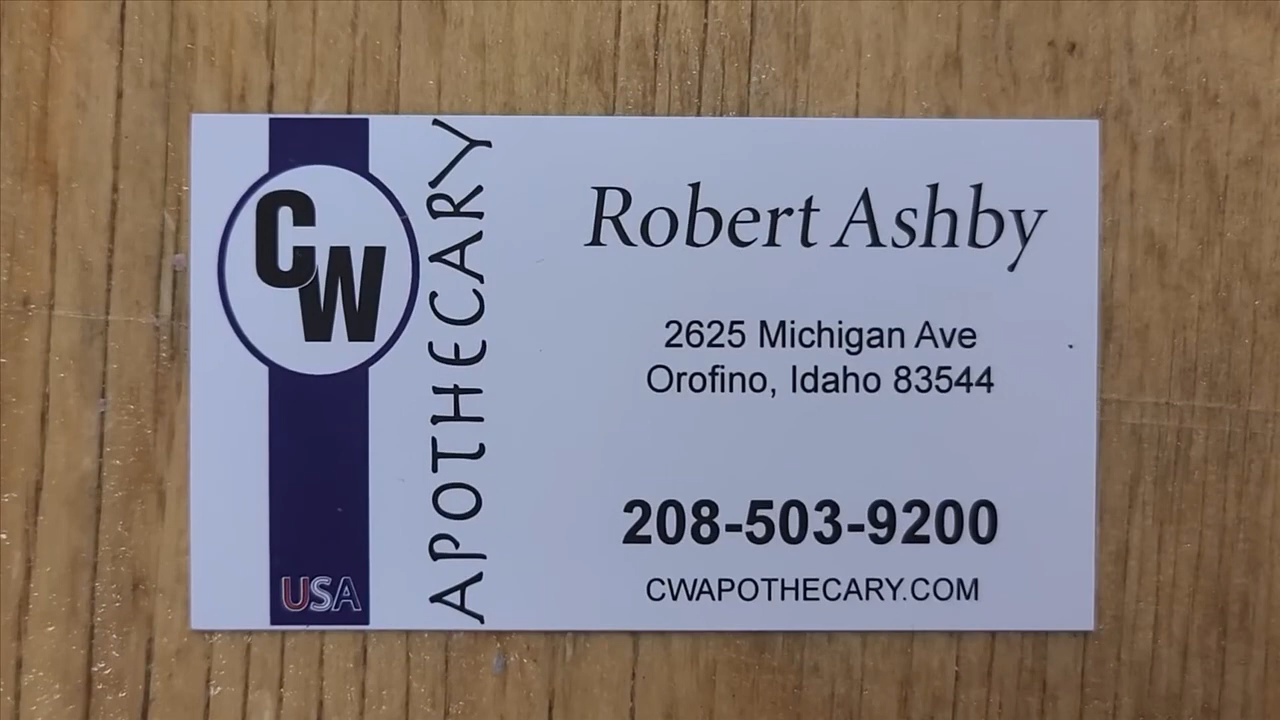 CW
APOTHECARY
USA
Robert Ashby
2625 Michigan Ave
Orofino, Idaho 83544
208-503-9200
CWAPOTHECARY.COM